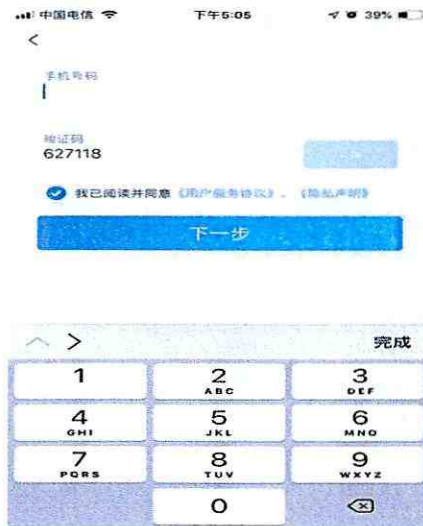 中国电信 下午5:05 39%
手机号码
验证码
627118
我已阅读并同意《用户服务协议》、《隐私声明》
下一步
完成
1 2 3
ABC DEF
4 5 6
GHI JKL MNO
7 8 9
PQRS TUV WXYZ
0